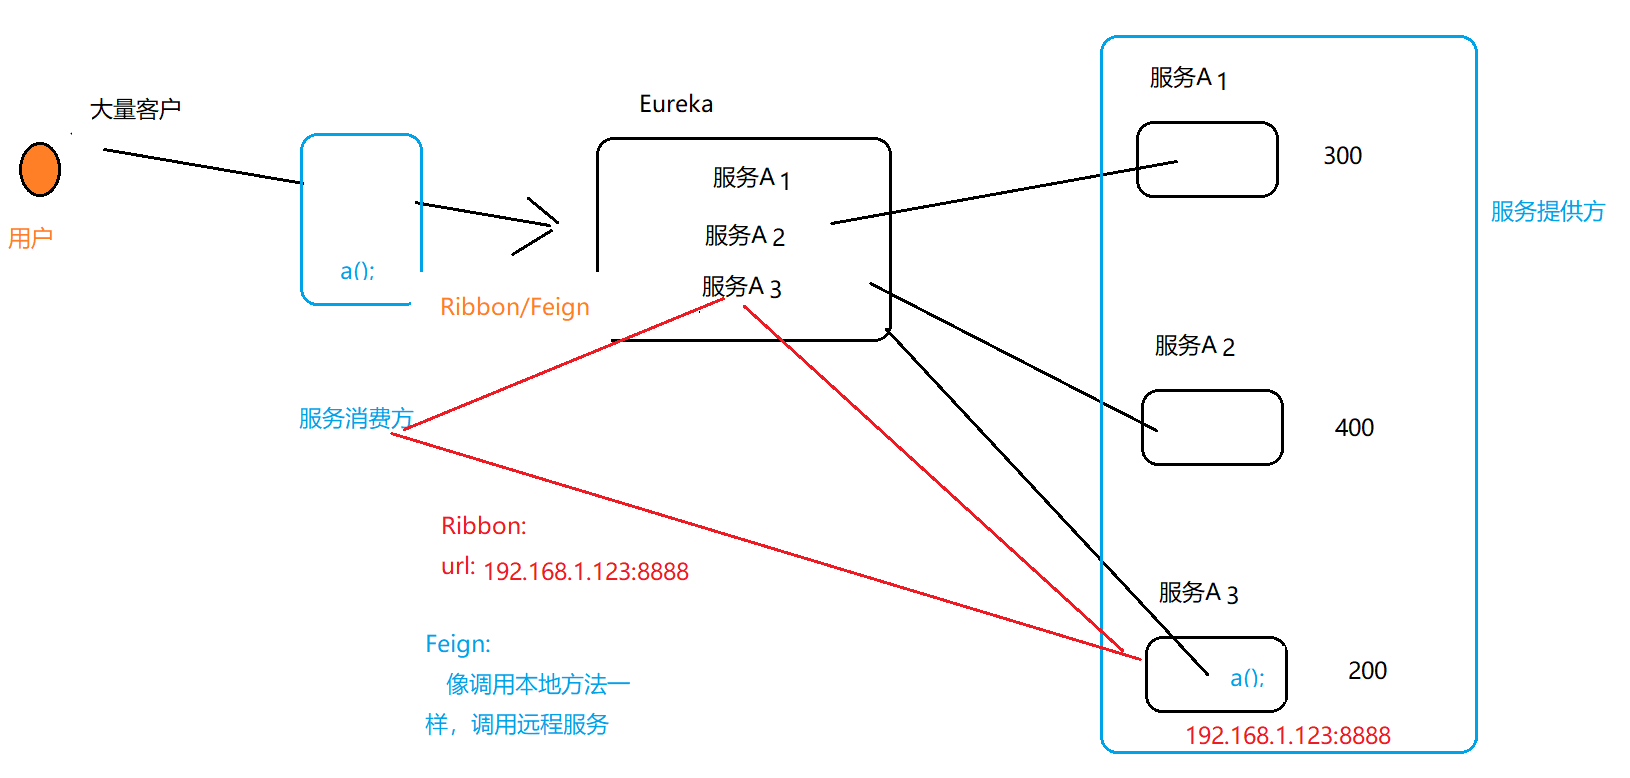 大量客户
用户
a();
Ribbon/Feign
服务消费方
Eureka
服务A 1
服务A 2
服务A 3
服务A 1
300
服务提供方
服务A 2
400
服务A 3
a();
200
192.168.1.123:8888
Ribbon:
url: 192.168.1.123:8888
Feign:
像调用本地方法一
样，调用远程服务